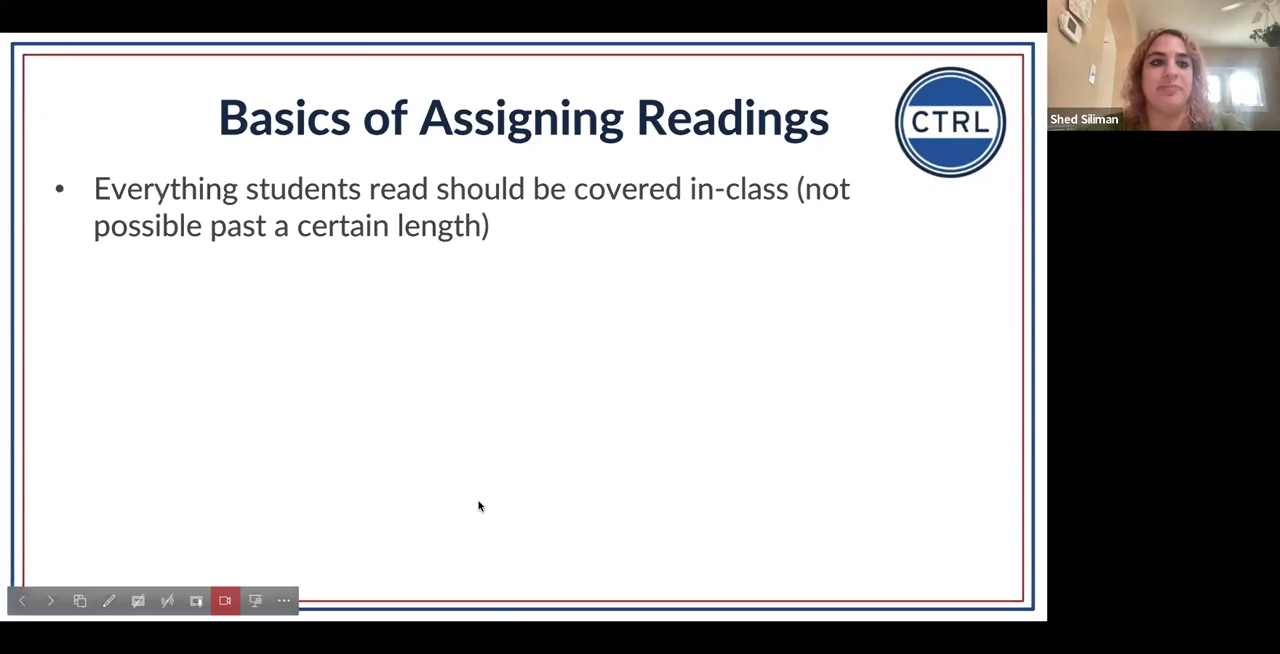 Basics of Assigning Readings
CTRL
• Everything students read should be covered in-class (not
possible past a certain length)
Shed Siliman